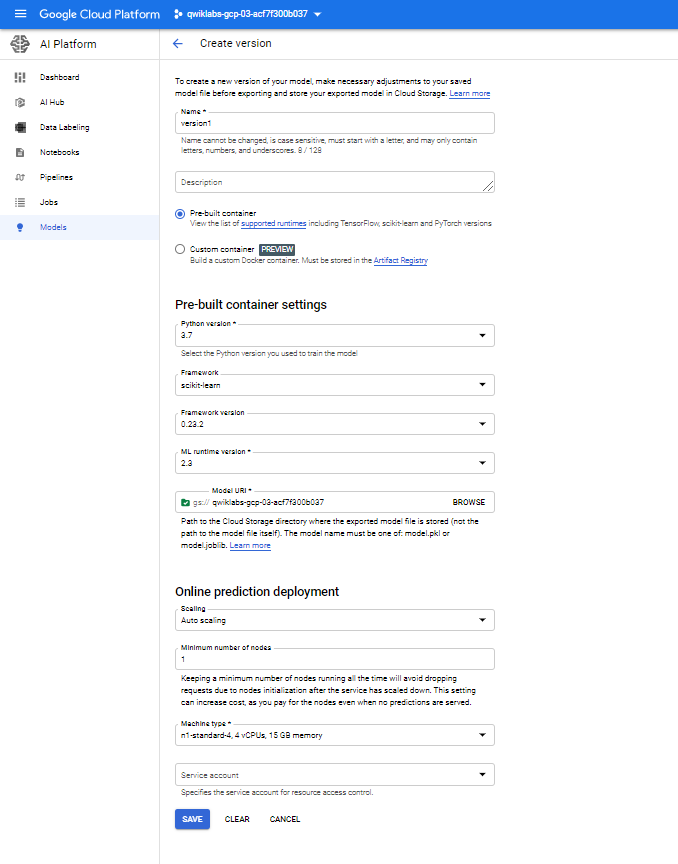 Google Cloud Platform
qwiklabs-gcp-03-acf7f300b037
AI Platform
Create version
Dashboard
AI Hub
Data Labeling
Notebooks
Pipelines
Jobs
Models
To create a new version of your model, make necessary adjustments to your saved
model file before exporting and store your exported model in Cloud Storage. Learn more
Name *
version1
Name cannot be changed, is case sensitive, must start with a letter, and may only contain
letters, numbers, and underscores. 8 / 128
Description
Pre-built container
View the list of supported runtimes including TensorFlow, scikit-learn and PyTorch versions
Custom container PREVIEW
Build a custom Docker container. Must be stored in the Artifact Registry
Pre-built container settings
Python version *
3.7
Select the Python version you used to train the model
Framework
scikit-learn
Framework version
0.23.2
ML runtime version *
2.3
Model URI *
gs:// qwiklabs-gcp-03-acf7f300b037 BROWSE
Path to the Cloud Storage directory where the exported model file is stored (not the
path to the model file itself). The model name must be one of: model.pkl or
model.joblib. Learn more
Online prediction deployment
Scaling
Auto scaling
Minimum number of nodes
1
Keeping a minimum number of nodes running all the time will avoid dropping
requests due to nodes initialization after the service has scaled down. This setting
can increase cost, as you pay for the nodes even when no predictions are served.
Machine type *
n1-standard-4, 4 vCPUs, 15 GB memory
Service account
Specifies the service account for resource access control.
SAVE CLEAR CANCEL